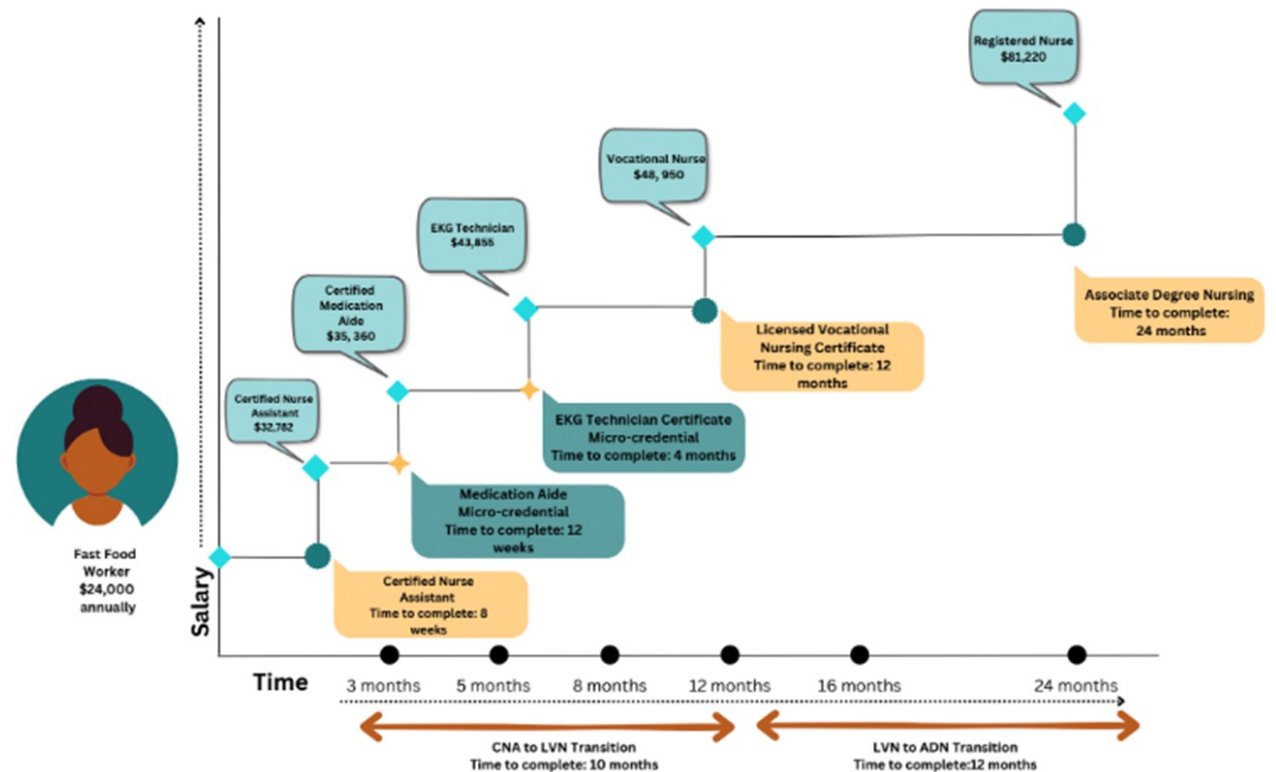 Registered Nurse
$81,220
Vocational Nurse
$48, 950
EKG Technician
$43,855
Certified
Medication
Aide
$35, 360
Certified Nurse
Assistant
$32,782
Fast Food
Worker
$24,000
annually
Salary
Associate Degree Nursing
Time to complete:
24 months
Licensed Vocational
Nursing Certificate
Time to complete: 12
months
EKG Technician Certificate
Micro-credential
Time to complete: 4 months
Medication Aide
Micro-credential
Time to complete: 12
weeks
Certified Nurse
Assistant
Time to complete: 8
weeks
Time
3 months
5 months
8 months
12 months
16 months
24 months
CNA to LVN Transition
Time to complete: 10 months
LVN to ADN Transition
Time to complete:12 months